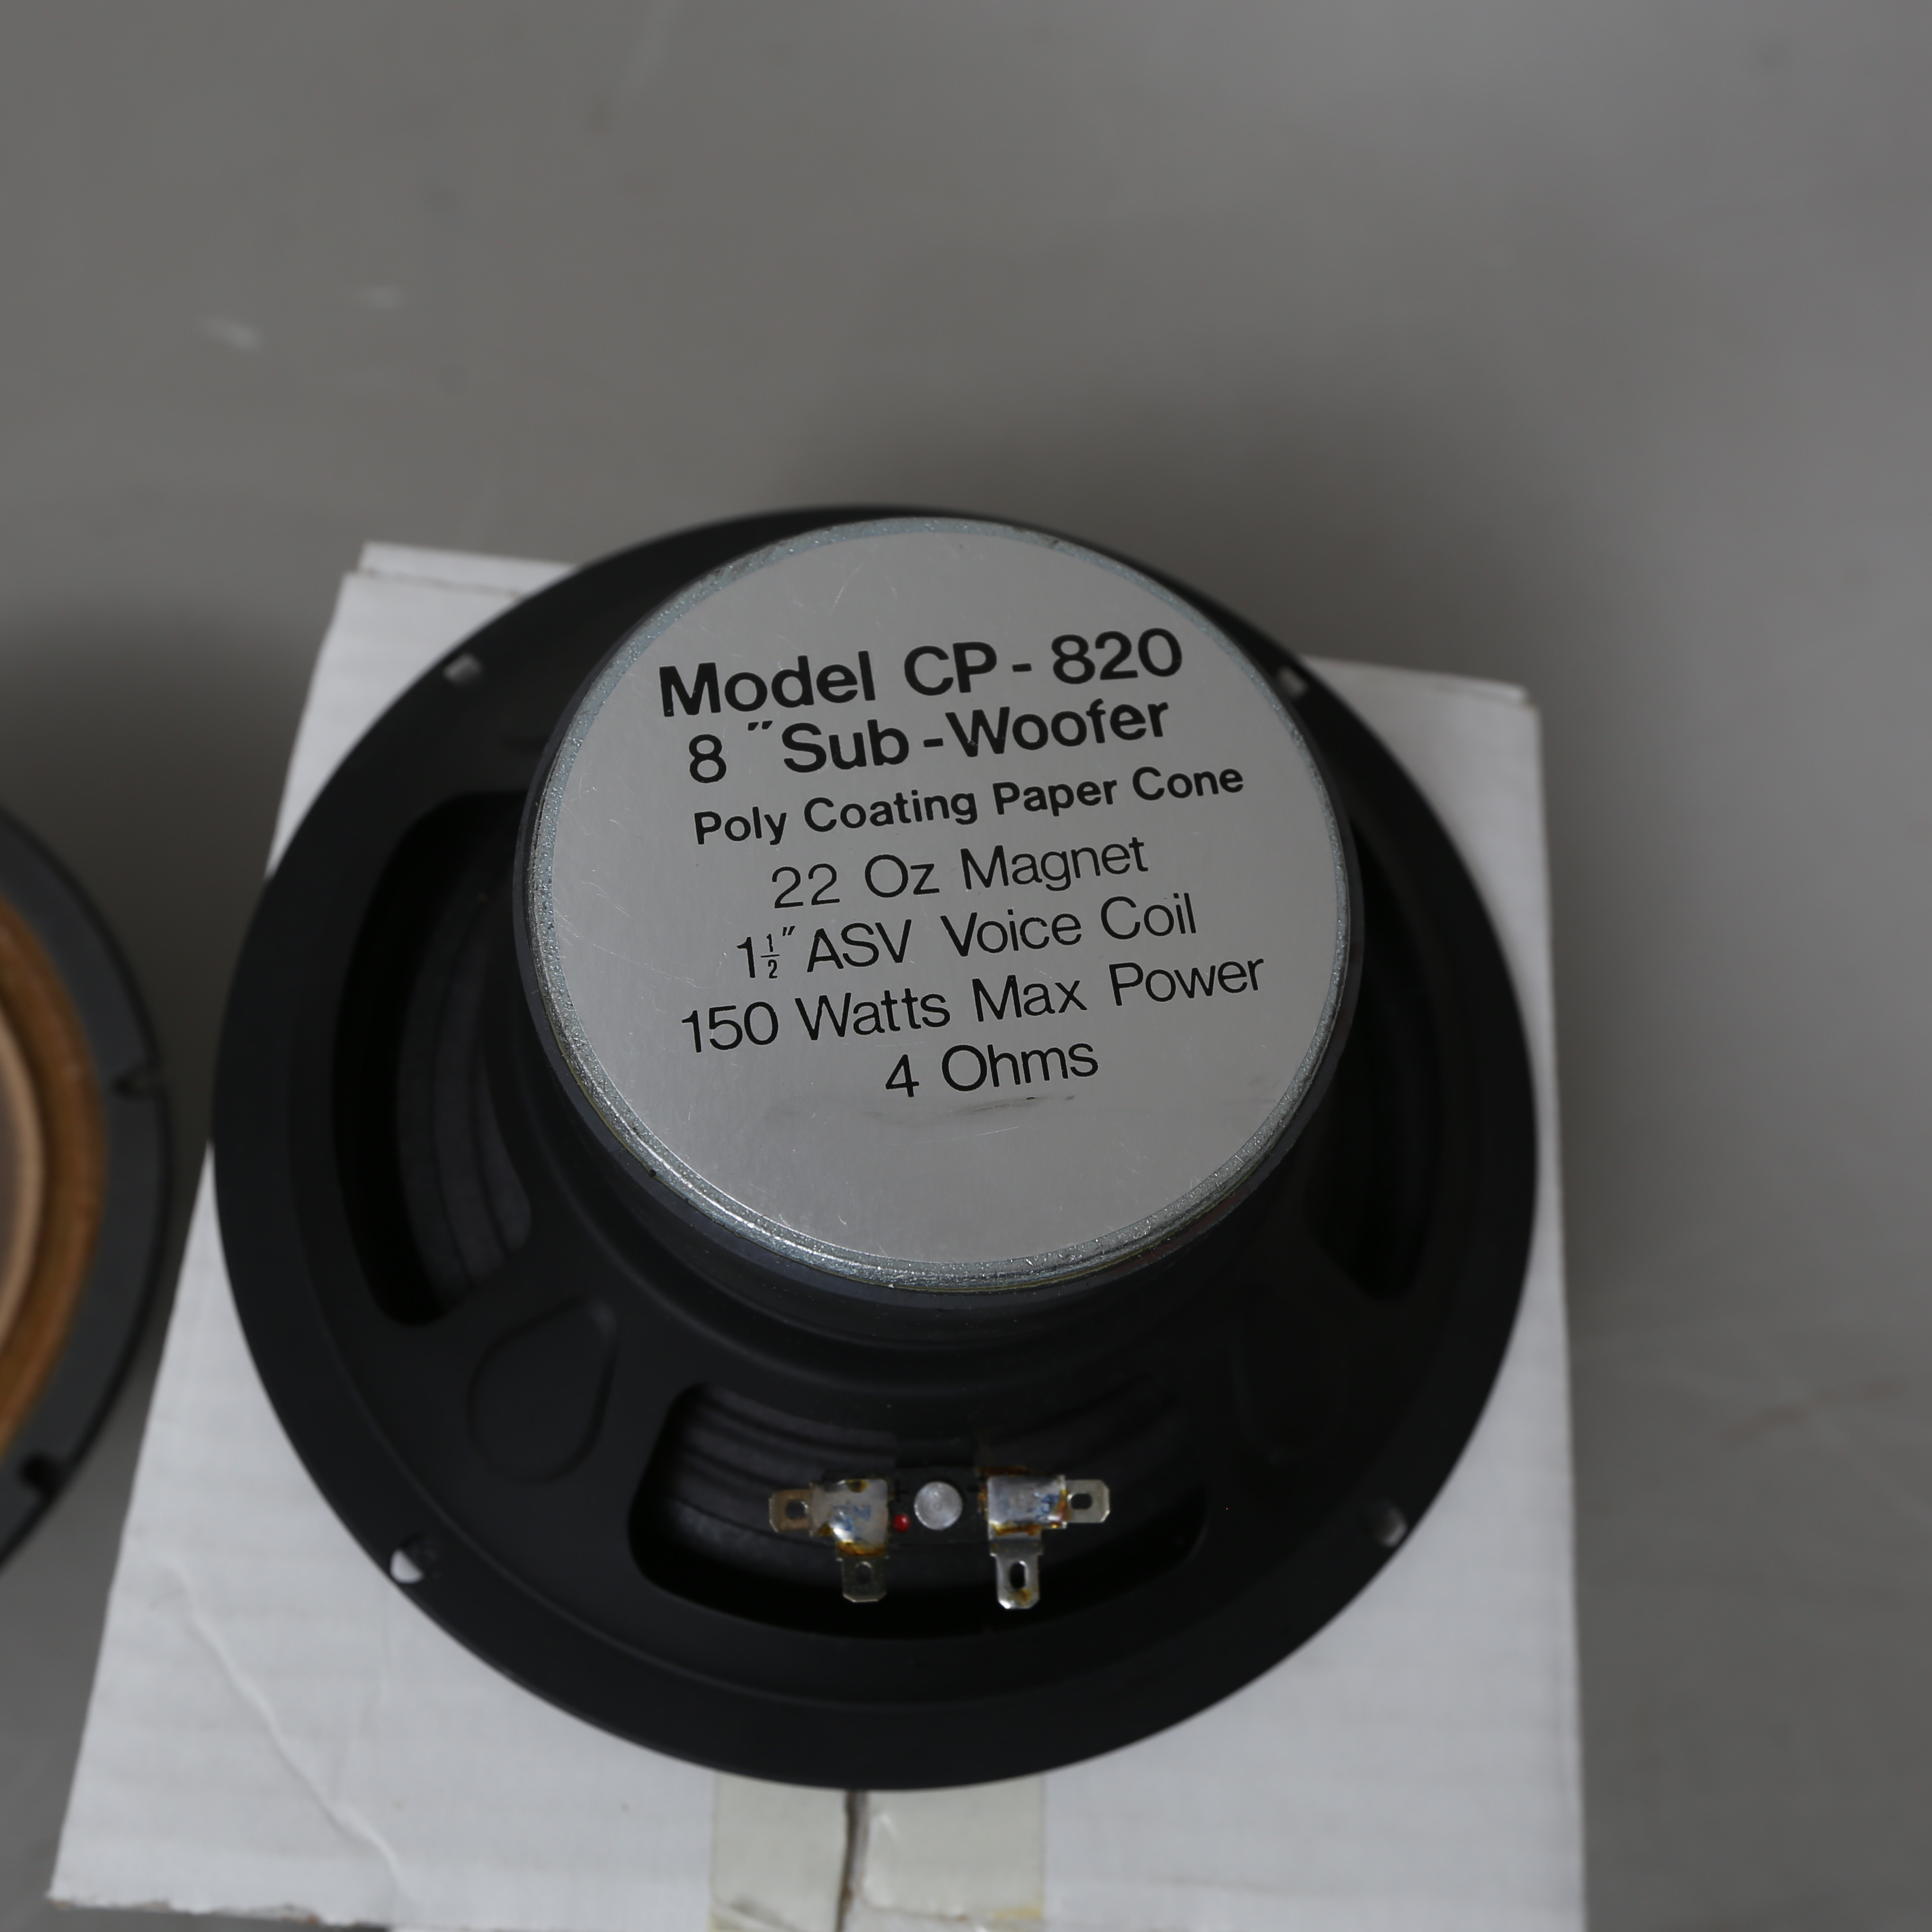 Model CP-820
8 ″Sub-Woofer
Poly Coating Paper Cone
22 Oz Magnet
1½″ ASV Voice Coil
150 Watts Max Power
4 Ohms